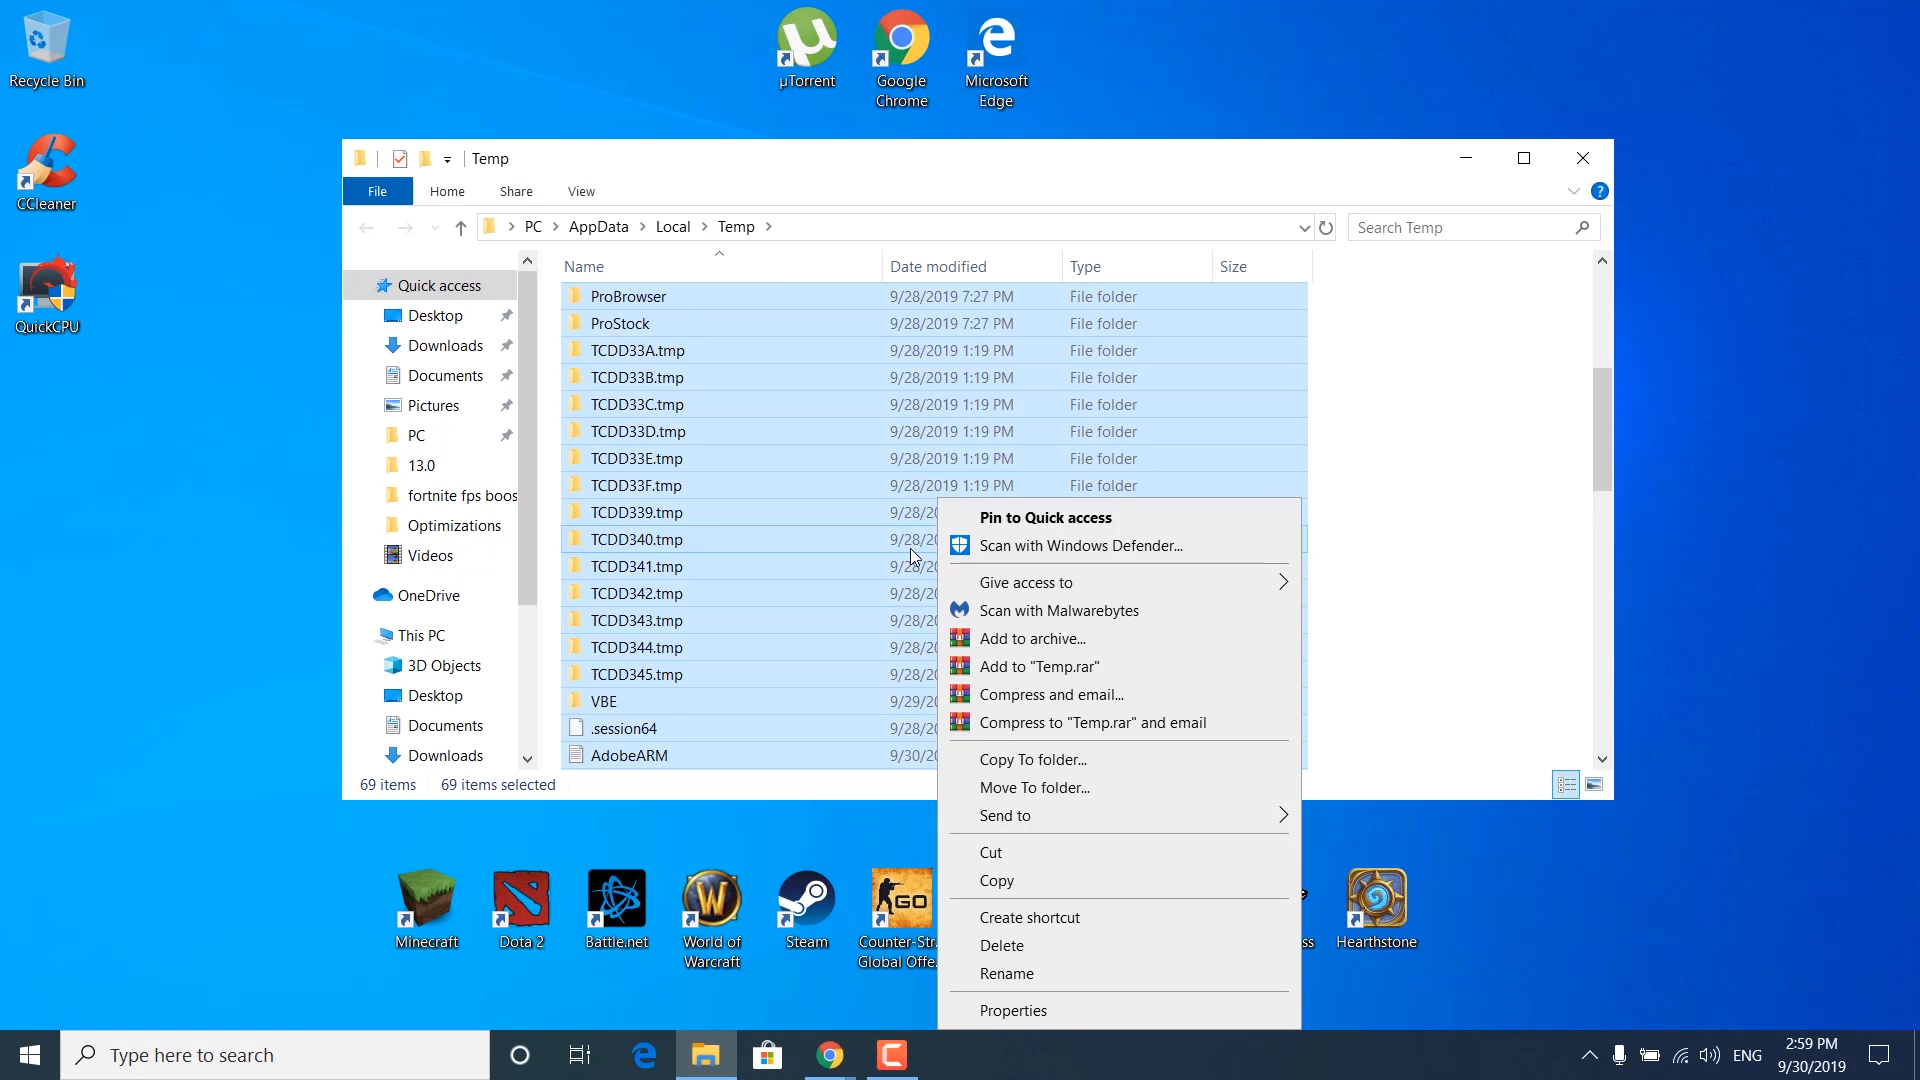 Recycle Bin
CCleaner
QuickCPU
µTorrent
Google
Chrome
Microsoft
Edge
Temp
File
Home
Share
View
?
PC
AppData
Local
Temp
Search Temp
Quick access
Desktop
Downloads
Documents
Pictures
PC
13.0
fortnite fps boos
Optimizations
Videos
OneDrive
This PC
3D Objects
Desktop
Documents
Downloads
Name Date modified Type Size
ProBrowser 9/28/2019 7:27 PM File folder
ProStock 9/28/2019 7:27 PM File folder
TCDD33A.tmp 9/28/2019 1:19 PM File folder
TCDD33B.tmp 9/28/2019 1:19 PM File folder
TCDD33C.tmp 9/28/2019 1:19 PM File folder
TCDD33D.tmp 9/28/2019 1:19 PM File folder
TCDD33E.tmp 9/28/2019 1:19 PM File folder
TCDD33F.tmp 9/28/2019 1:19 PM File folder
TCDD339.tmp 9/28/20
TCDD340.tmp 9/28/20
TCDD341.tmp 9/28/20
TCDD342.tmp 9/28/20
TCDD343.tmp 9/28/20
TCDD344.tmp 9/28/20
TCDD345.tmp 9/28/20
VBE 9/29/20
.session64 9/28/20
AdobeARM 9/30/20
69 items 69 items selected
Pin to Quick access
Scan with Windows Defender...
Give access to
Scan with Malwarebytes
Add to archive...
Add to "Temp.rar"
Compress and email...
Compress to "Temp.rar" and email
Copy To folder...
Move To folder...
Send to
Cut
Copy
Create shortcut
Delete
Rename
Properties
Minecraft
Dota 2
Battle.net
World of
Warcraft
Steam
GO
Counter-Str.
Global Offe.
ss
Hearthstone
Type here to search
ENG
2:59 PM
9/30/2019